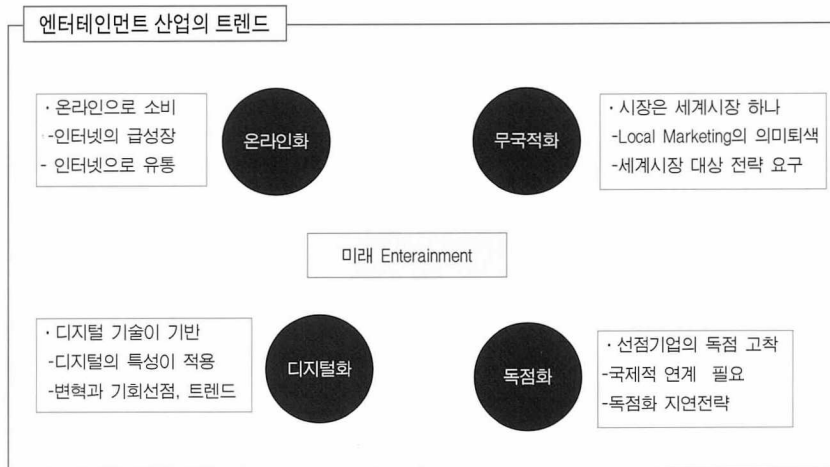 엔터테인먼트 산업의 트렌드
· 온라인으로 소비
-인터넷의 급성장
- 인터넷으로 유통
온라인화
무국적화
· 시장은 세계시장 하나
-Local Marketing의 의미퇴색
-세계시장 대상 전략 요구
미래 Enterainment
· 디지털 기술이 기반
-디지털의 특성이 적용
-변혁과 기회선점, 트렌드
디지털화
독점화
· 선점기업의 독점 고착
-국제적 연계 필요
-독점화 지연전략